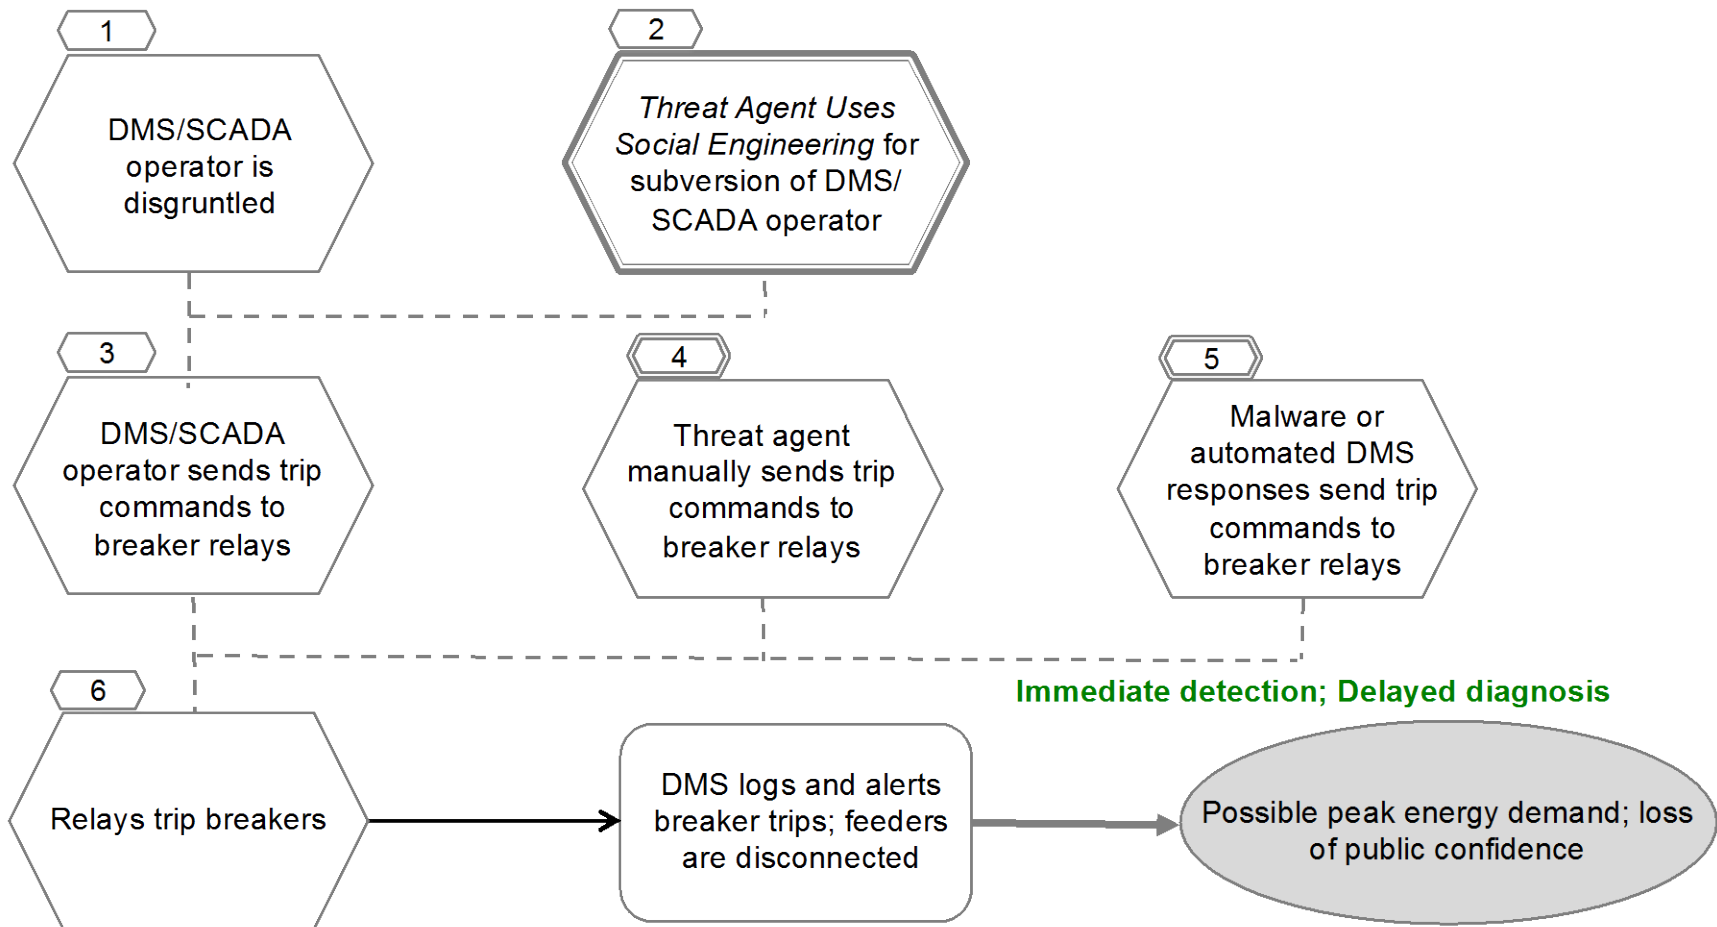 1
DMS/SCADA
operator is
disgruntled
2
Threat Agent Uses
Social Engineering for
subversion of DMS/
SCADA operator
3
DMS/SCADA
operator sends trip
commands to
breaker relays
4
Threat agent
manually sends trip
commands to
breaker relays
5
Malware or
automated DMS
responses send trip
commands to
breaker relays
6
Relays trip breakers
DMS logs and alerts
breaker trips; feeders
are disconnected
Immediate detection; Delayed diagnosis
Possible peak energy demand; loss
of public confidence